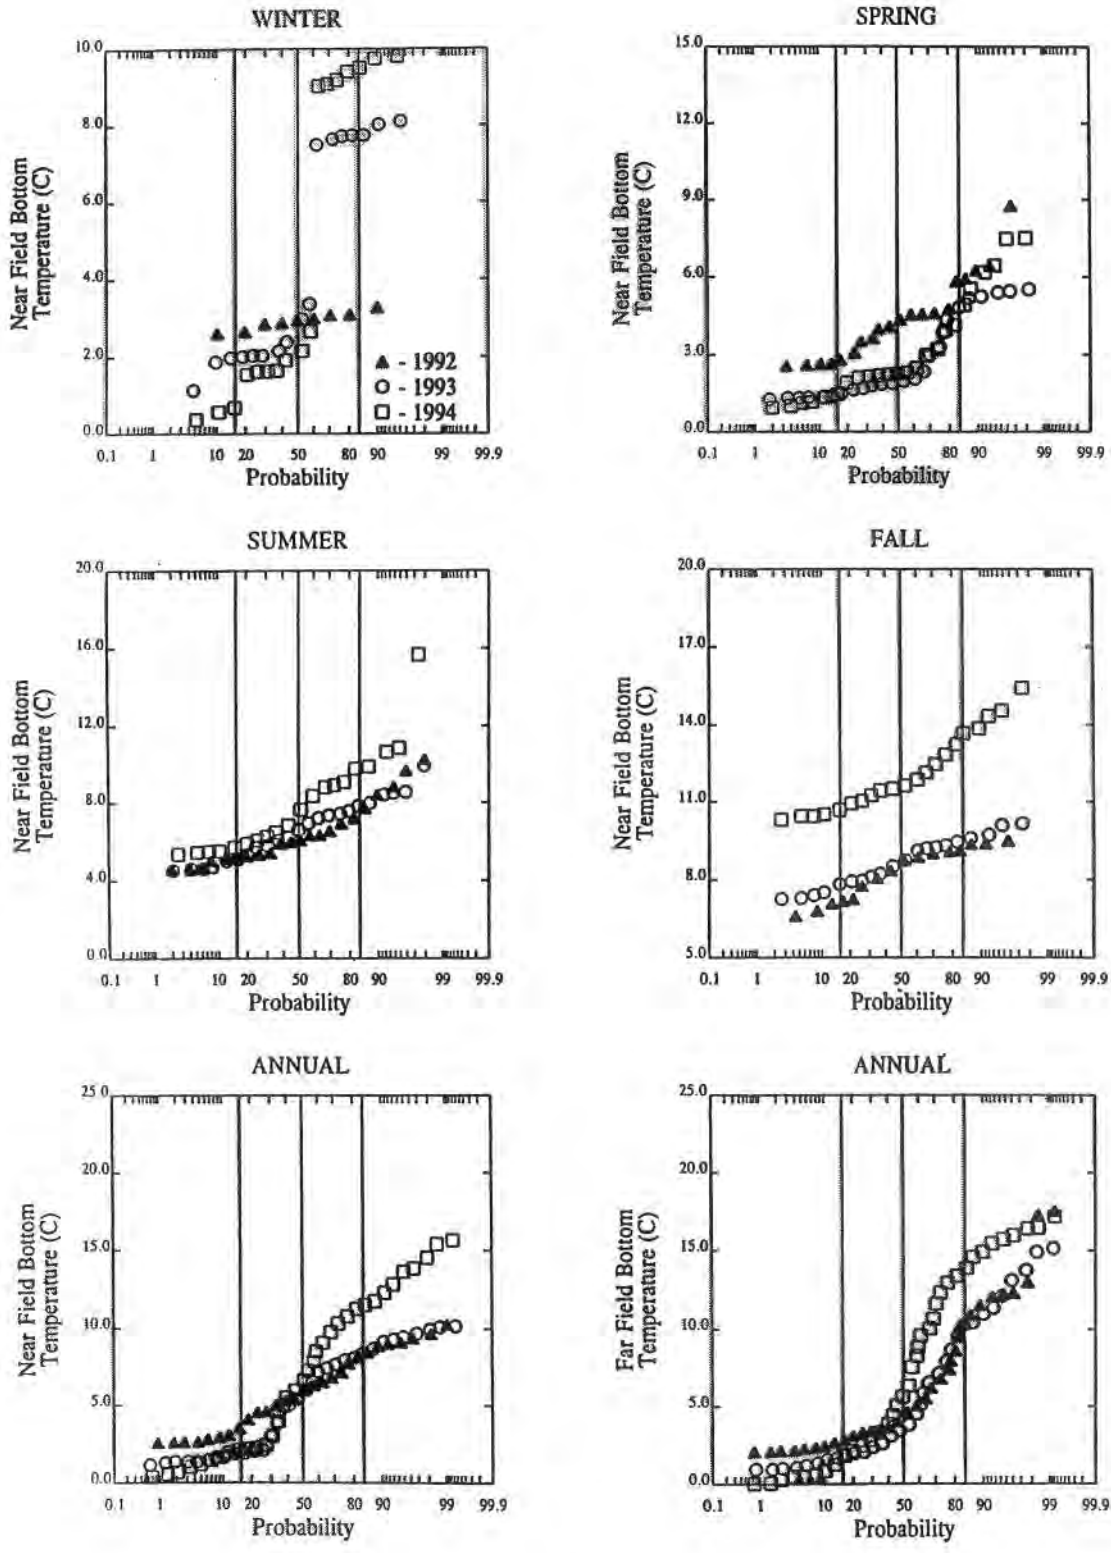 WINTER
Near Field Bottom
Temperature (C)
10.0
8.0
6.0
4.0
2.0
0.0
▲ - 1992
○ - 1993
□ - 1994
0.1 1 10 20 50 80 90 99 99.9
Probability
SPRING
Near Field Bottom
Temperature (C)
15.0
12.0
9.0
6.0
3.0
0.0
0.1 1 10 20 50 80 90 99 99.9
Probability
SUMMER
Near Field Bottom
Temperature (C)
20.0
16.0
12.0
8.0
4.0
0.0
0.1 1 10 20 50 80 90 99 99.9
Probability
FALL
Near Field Bottom
Temperature (C)
20.0
17.0
14.0
11.0
8.0
5.0
0.1 1 10 20 50 80 90 99 99.9
Probability
ANNUAL
Near Field Bottom
Temperature (C)
25.0
20.0
15.0
10.0
5.0
0.0
0.1 1 10 20 50 80 90 99 99.9
Probability
ANNUAL
Far Field Bottom
Temperature (C)
25.0
20.0
15.0
10.0
5.0
0.0
0.1 1 10 20 50 80 90 99 99.9
Probability